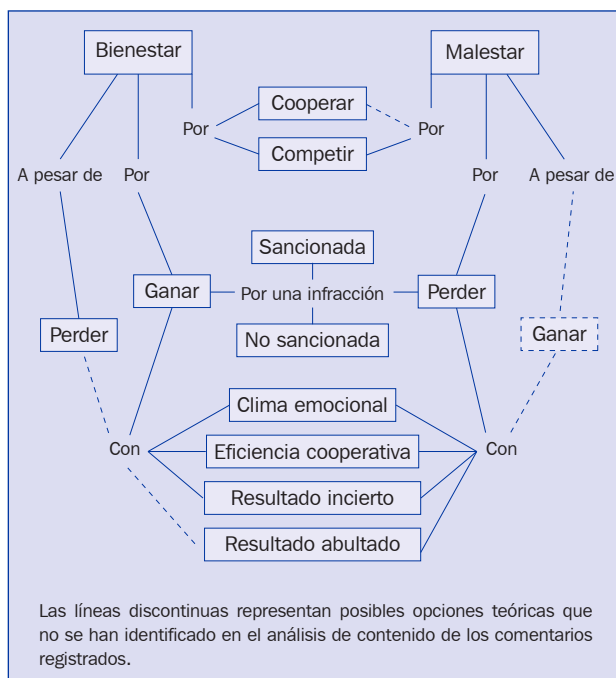 Bienestar
Malestar
Cooperar
Por
Por
Competir
A pesar de
Por
Por
A pesar de
Sancionada
Ganar
Por una infracción
Perder
Perder
No sancionada
Ganar
Clima emocional
Con
Eficiencia cooperativa
Con
Resultado incierto
Resultado abultado
Las líneas discontinuas representan posibles opciones teóricas que
no se han identificado en el análisis de contenido de los comentarios
registrados.